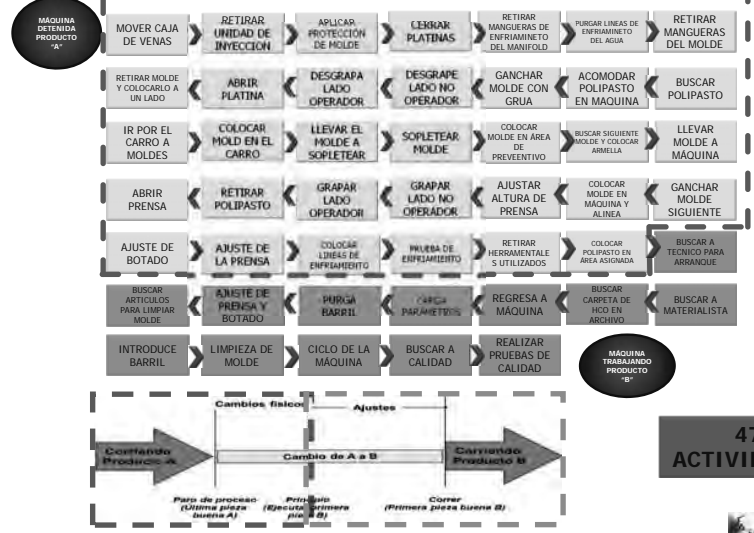 MÁQUINA
DETENIDA
PRODUCTO
"A"
MOVER CAJA
DE VENAS
RETIRAR
UNIDAD DE
INYECCION
APLICAR
PROTECCIÓN
DE MOLDE
CERRAR
PLATINAS
RETIRAR
MANGUERAS DE
ENFRIAMINETO
DEL MANIFOLD
PURGAR LINEAS DE
ENFRIAMINETO
DEL AGUA
RETIRAR
MANGUERAS
DEL MOLDE
RETIRAR MOLDE
Y COLOCARLO A
UN LADO
ABRIR
PLATINA
DESGRAPA
LADO
OPERADOR
DESGRAPE
LADO NO
OPERADOR
GANCHAR
MOLDE CON
GRUA
ACOMODAR
POLIPASTO
EN MAQUINA
BUSCAR
POLIPASTO
IR POR EL
CARRO A
MOLDES
COLOCAR
MOLD EN EL
CARRO
LLEVAR EL
MOLDE A
SOPLETEAR
SOPLETEAR
MOLDE
COLOCAR
MOLDE EN ÁREA
DE
PREVEENTIVO
BUSCAR SIGUIENTE
MOLDE Y COLOCAR
ARMELLA
LLEVAR
MOLDE A
MÁQUINA
ABRIR
PRENSA
RETIRAR
POLIPASTO
GRAPAR
LADO
OPERADOR
GRAPAR
LADO NO
OPERADOR
AJUSTAR
ALTURA DE
PRENSA
COLOCAR
MOLDE EN
MÁQUINA Y
ALINEA
GANCHAR
MOLDE
SIGUIENTE
AJUSTE DE
BOTADO
AJUSTE DE
LA PRENSA
COLOCAR
LINEAS DE
ENFRIAMIENTO
PRUEBA DE
ENFRIAMIENTO
RETIRAR
HERRAMENTALE
S UTILIZADOS
COLOCAR
POLIPASTO EN
ÁREA ASIGNADA
BUSCAR A
TECNICO PARA
ARRANQUE
BUSCAR
ARTICULOS
PARA LIMPIAR
MOLDE
AJUSTE DE
PRENSA Y
BOTADO
PURGA
BARRIL
CARGA
PARAMETROS
REGRESA A
MÁQUINA
BUSCAR
CARPETA DE
HCO EN
ARCHIVO
BUSCAR A
MATERIALISTA
INTRODUCE
BARRIL
LIMPIEZA DE
MOLDE
CICLO DE LA
MÁQUINA
BUSCAR A
CALIDAD
REALIZAR
PRUEBAS DE
CALIDAD
MÁQUINA
TRABAJANDO
PRODUCTO
"B"
Cambios físico
Ajustes
Corriendo
Producto A
Cambio de A a B
Corriendo
Producto B
Paro de proceso
(Última pieza
buena A)
(Ejecuta primera
B)
Correr
(Primera pieza buena B)
47
ACTIVI